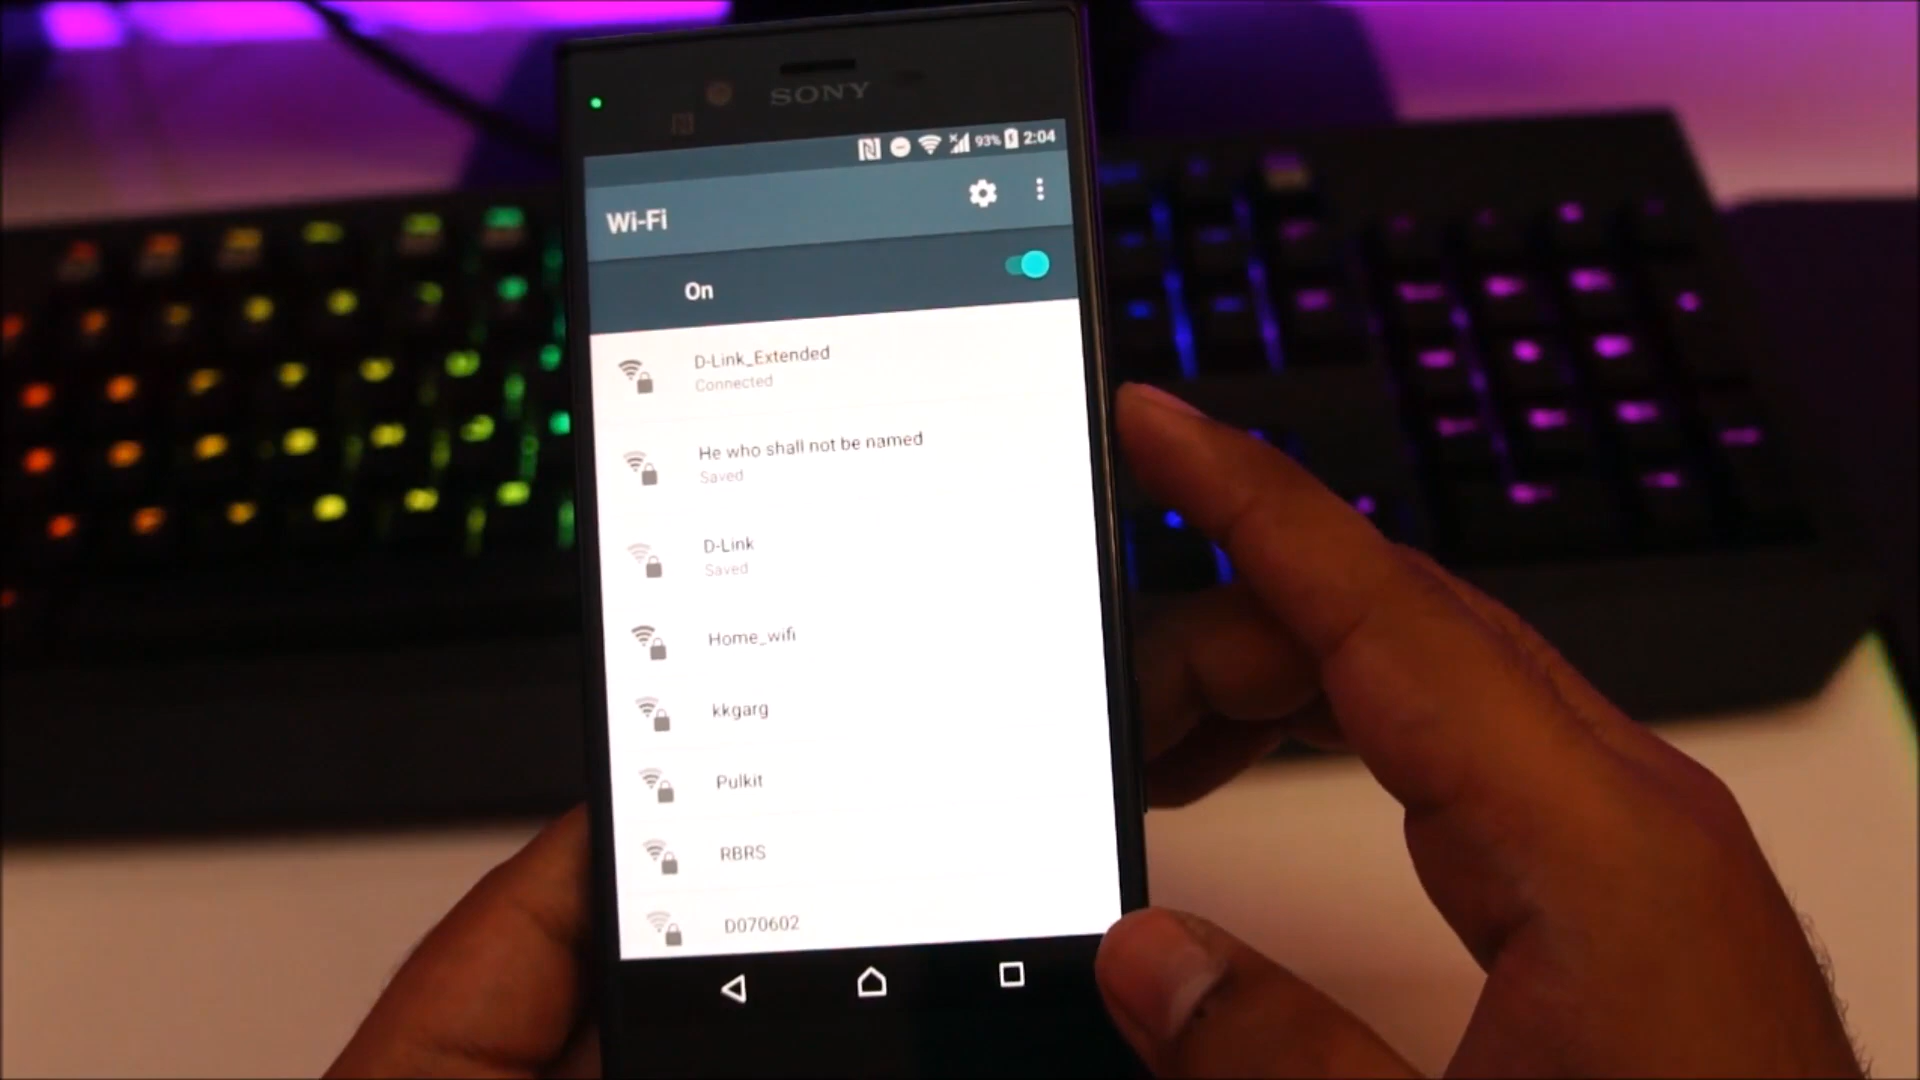 SONY
93% 2:04
Wi-Fi
On
D-Link_Extended
Connected
He who shall not be named
Saved
D-Link
Saved
Home_wifi
kkgarg
Pulkit
RBRS
D070602